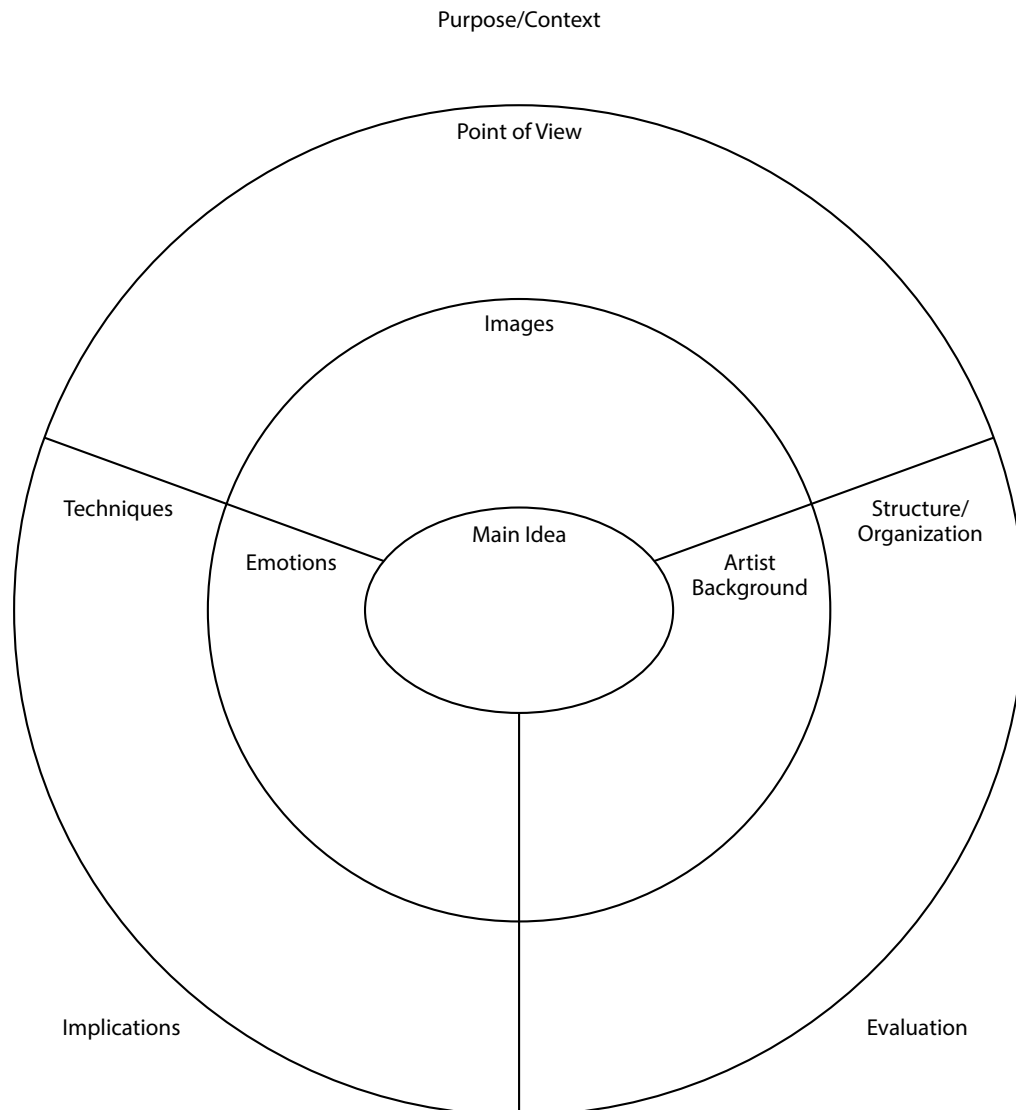 Purpose/Context
Point of View
Images
Techniques
Structure/
Organization
Main Idea
Emotions
Artist
Background
Implications
Evaluation